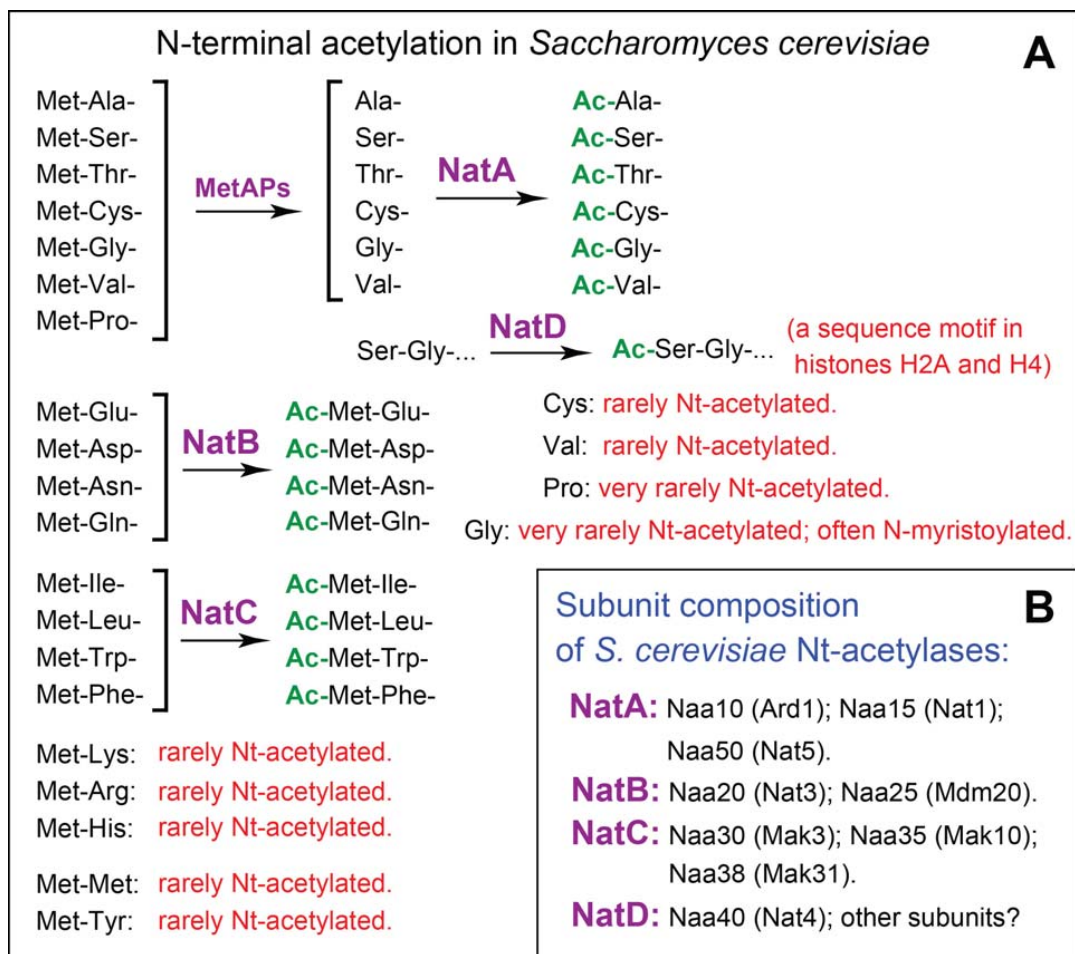 N-terminal acetylation in Saccharomyces cerevisiae
A
Met-Ala-
Met-Ser-
Met-Thr-
Met-Cys-
Met-Gly-
Met-Val-
Met-Pro-
MetAPs
Ala-
Ser-
Thr-
Cys-
Gly-
Val-
NatA
Ac-Ala-
Ac-Ser-
Ac-Thr-
Ac-Cys-
Ac-Gly-
Ac-Val-
Ser-Gly-...
NatD
Ac-Ser-Gly-...
(a sequence motif in
histones H2A and H4)
Met-Glu-
Met-Asp-
Met-Asn-
Met-Gln-
NatB
Ac-Met-Glu-
Ac-Met-Asp-
Ac-Met-Asn-
Ac-Met-Gln-
Cys: rarely Nt-acetylated.
Val: rarely Nt-acetylated.
Pro: very rarely Nt-acetylated.
Gly: very rarely Nt-acetylated; often N-myristoylated.
Met-Ile-
Met-Leu-
Met-Trp-
Met-Phe-
NatC
Ac-Met-Ile-
Ac-Met-Leu-
Ac-Met-Trp-
Ac-Met-Phe-
Met-Lys: rarely Nt-acetylated.
Met-Arg: rarely Nt-acetylated.
Met-His: rarely Nt-acetylated.
Met-Met: rarely Nt-acetylated.
Met-Tyr: rarely Nt-acetylated.
B
Subunit composition
of S. cerevisiae Nt-acetylases:
NatA: Naa10 (Ard1); Naa15 (Nat1);
Naa50 (Nat5).
NatB: Naa20 (Nat3); Naa25 (Mdm20).
NatC: Naa30 (Mak3); Naa35 (Mak10);
Naa38 (Mak31).
NatD: Naa40 (Nat4); other subunits?